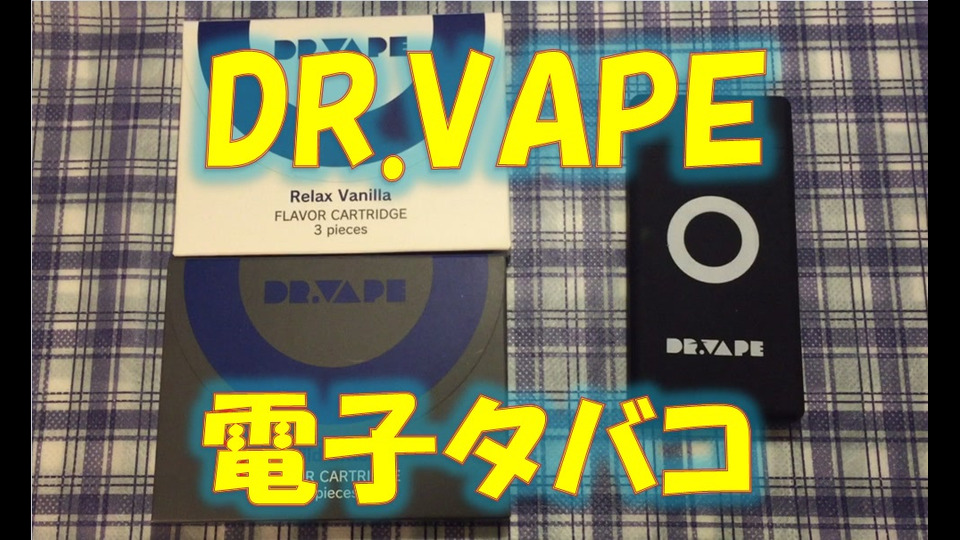 DR.VAPE
DR.VAPE
Relax Vanilla
FLAVOR CARTRIDGE
3 pieces
DR.VAPE
DR.VAPE
電子タバコ
CARTRIDGE
pieces